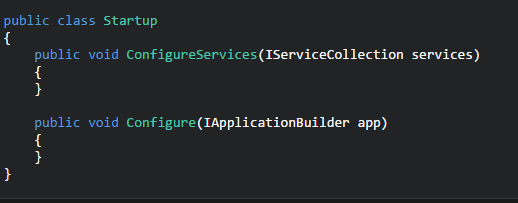 public class Startup
{
    public void ConfigureServices(IServiceCollection services)
    {
    }

    public void Configure(IApplicationBuilder app)
    {
    }
}